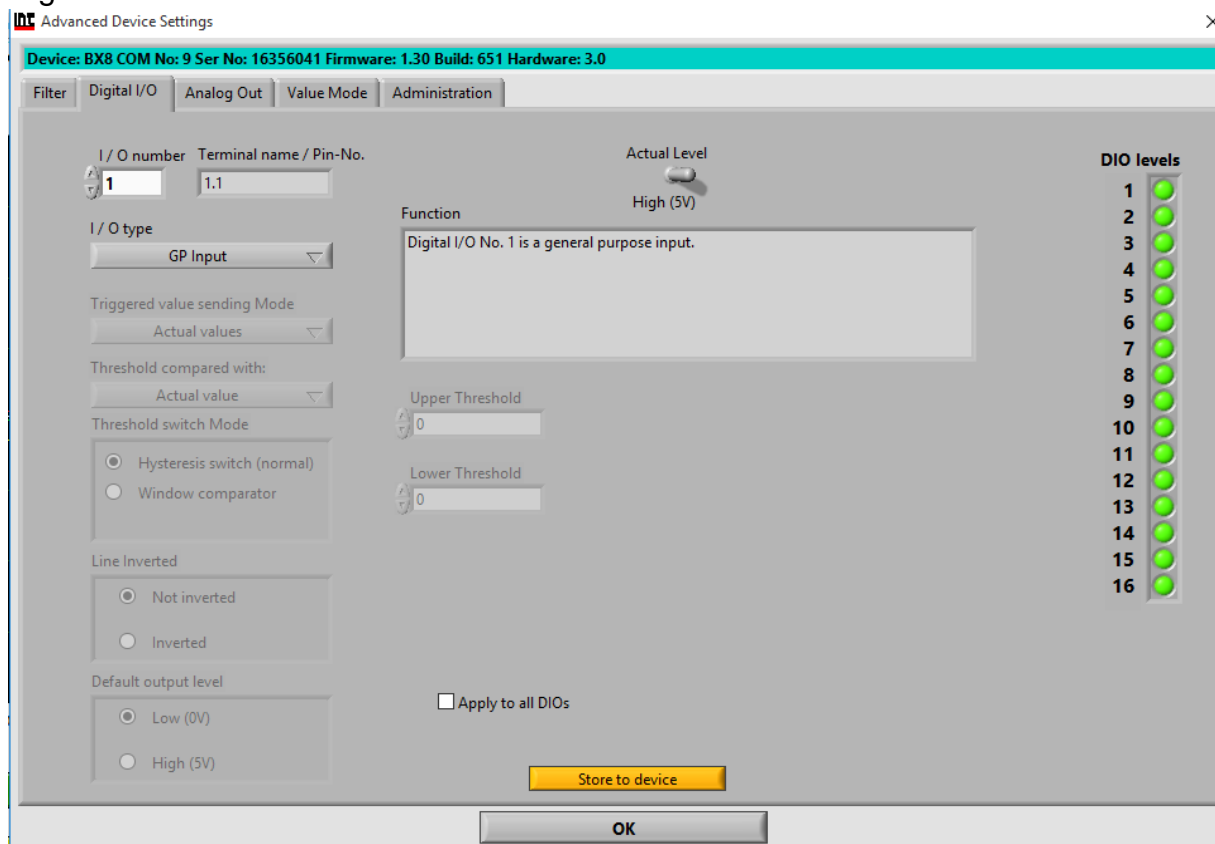 Advanced Device Settings
Device: BX8 COM No: 9 Ser No: 16356041 Firmware: 1.30 Build: 651 Hardware: 3.0
Filter Digital I/O Analog Out Value Mode Administration
I / O number Terminal name / Pin-No.
1 1.1
I / O type
GP Input
Triggered value sending Mode
Actual values
Threshold compared with:
Actual value
Threshold switch Mode
Hysteresis switch (normal)
Window comparator
Line Inverted
Not inverted
Inverted
Default output level
Low (0V)
High (5V)
Actual Level
High (5V)
Function
Digital I/O No. 1 is a general purpose input.
Upper Threshold
0
Lower Threshold
0
Apply to all DIOs
Store to device
DIO levels
1
2
3
4
5
6
7
8
9
10
11
12
13
14
15
16
OK